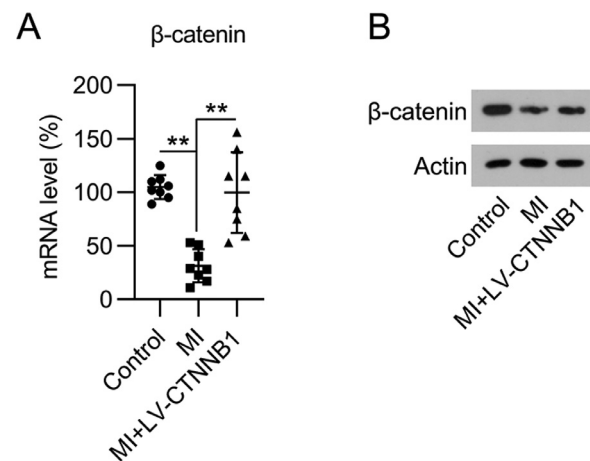 A
β-catenin
mRNA level (%)
200
150
100
50
0
**
**
Control
MI
MI+LV-CTNNB1
B
β-catenin
Actin
Control
MI
MI+LV-CTNNB1